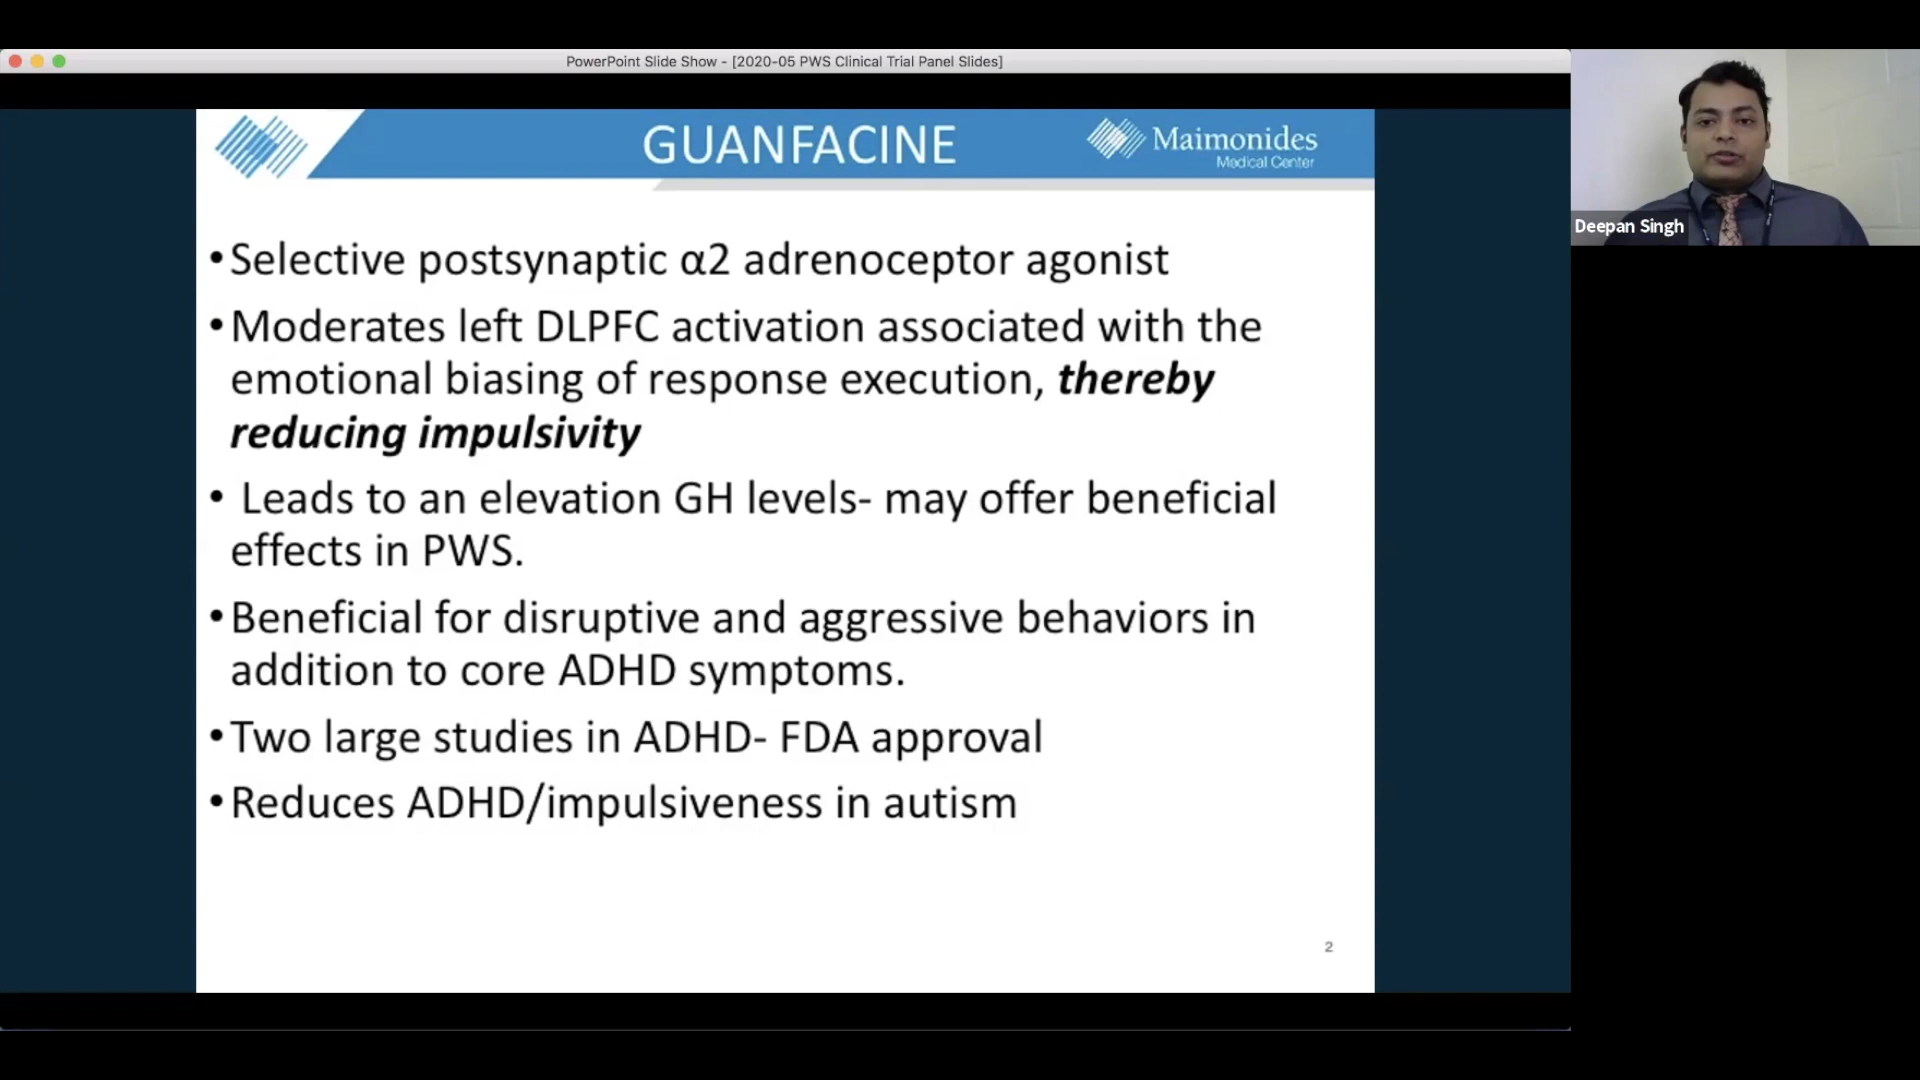 PowerPoint Slide Show - [2020-05 PWS Clinical Trial Panel Slides]
GUANFACINE
Maimonides
Medical Center
Deepan Singh
•Selective postsynaptic α2 adrenoceptor agonist
•Moderates left DLPFC activation associated with the
emotional biasing of response execution, thereby
reducing impulsivity
• Leads to an elevation GH levels- may offer beneficial
effects in PWS.
•Beneficial for disruptive and aggressive behaviors in
addition to core ADHD symptoms.
•Two large studies in ADHD- FDA approval
•Reduces ADHD/impulsiveness in autism
2